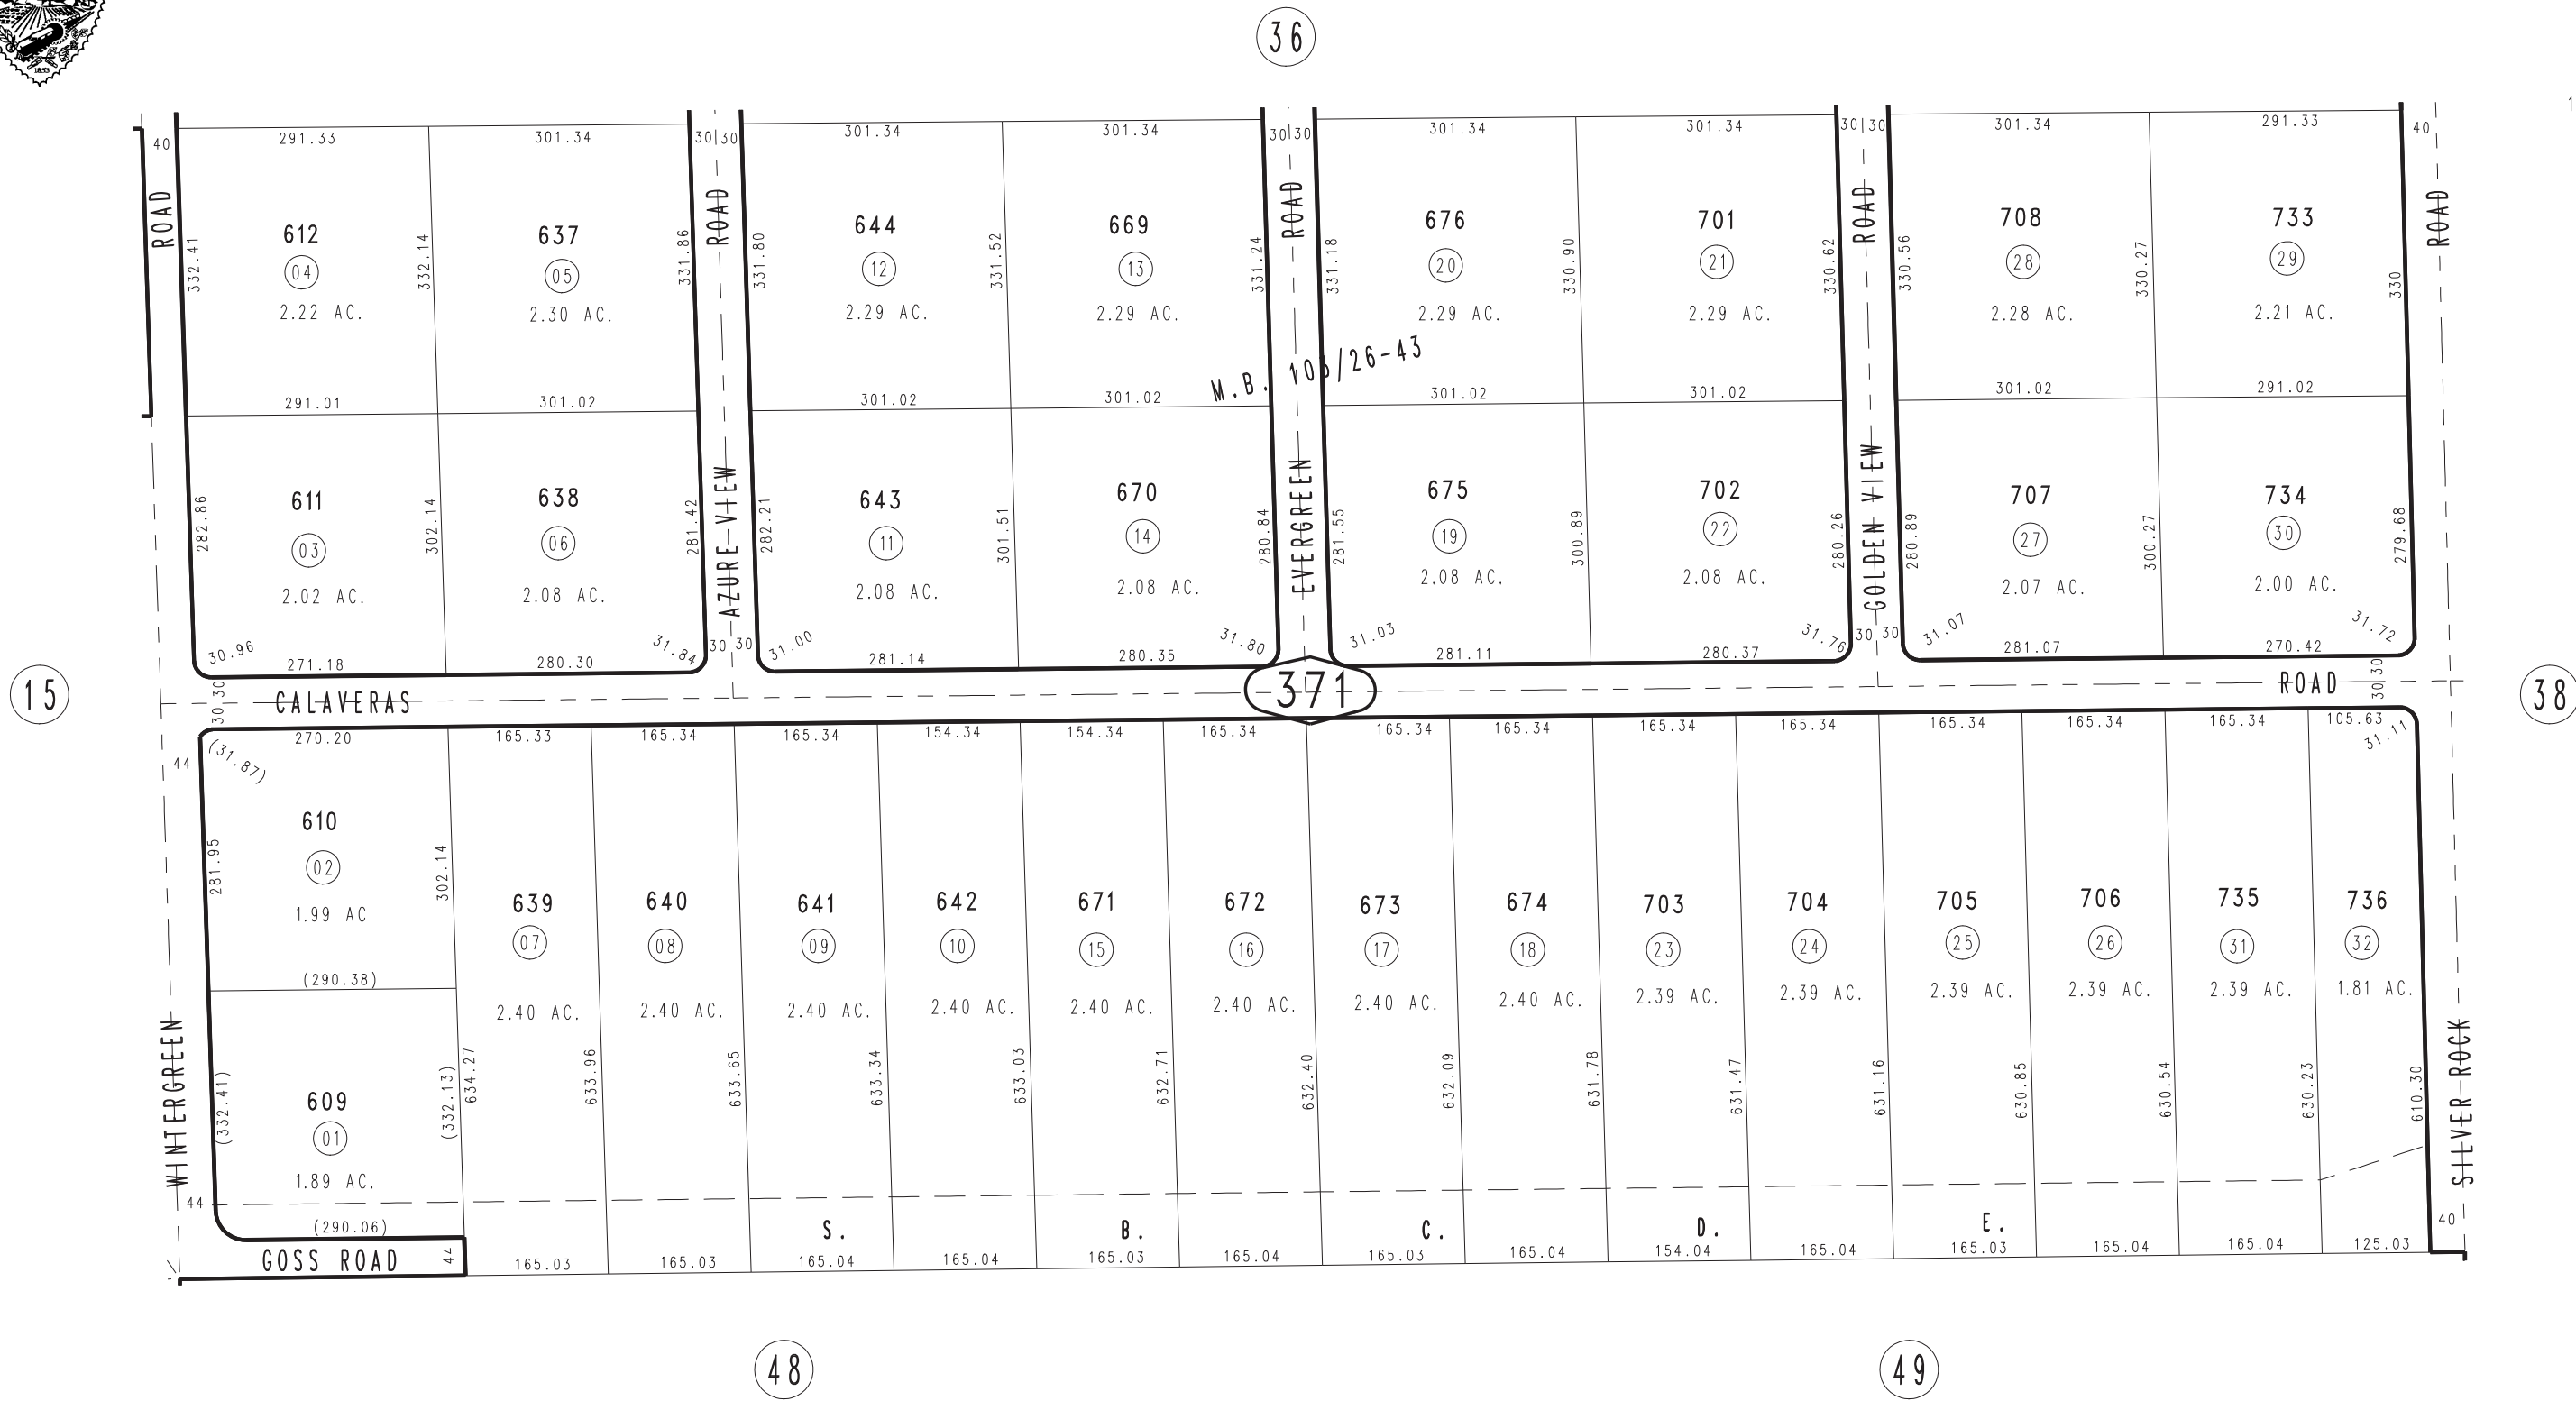 1853
36
1
40 291.33 301.34 30|30 301.34 301.34 30|30 301.34 301.34 30|30 301.34 291.33 40
ROAD ROAD ROAD ROAD ROAD
612 637 644 669 676 701 708 733
332.41 04 332.14 05 331.86 331.80 12 331.52 13 331.24 331.18 20 330.90 21 330.62 330.56 28 330.27 29 330
2.22 AC. 2.30 AC. 2.29 AC. 2.29 AC. 2.29 AC. 2.29 AC. 2.28 AC. 2.21 AC.
M.B. 103/26-43
291.01 301.02 301.02 301.02 301.02 301.02 301.02 291.02
611 638 643 670 675 702 707 734
282.86 03 302.14 06 281.42 282.21 11 301.51 14 280.84 281.55 19 300.89 22 280.26 280.89 27 300.27 30 279.68
AZURE VIEW EVERGREEN GOLDEN VIEW
2.02 AC. 2.08 AC. 2.08 AC. 2.08 AC. 2.08 AC. 2.08 AC. 2.07 AC. 2.00 AC.
30.96 31.84 30 30 31.00 31.80 31.03 31.76 30 30 31.07 31.72
271.18 280.30 281.14 280.35 281.11 280.37 281.07 270.42
15 30 30 CALAVERAS 371 ROAD 30 30 38
270.20 165.33 165.34 165.34 154.34 154.34 165.34 165.34 165.34 165.34 165.34 165.34 165.34 165.34 105.63
44 (31.87) 31.11
610
281.95 02 302.14
1.99 AC
639 640 641 642 671 672 673 674 703 704 705 706 735 736
07 08 09 10 15 16 17 18 23 24 25 26 31 32
(290.38)
2.40 AC. 2.40 AC. 2.40 AC. 2.40 AC. 2.40 AC. 2.40 AC. 2.40 AC. 2.40 AC. 2.39 AC. 2.39 AC. 2.39 AC. 2.39 AC. 2.39 AC. 1.81 AC.
WINTERGREEN SILVER ROCK
(332.41) (332.13) 634.27 633.96 633.65 633.34 633.03 632.71 632.40 632.09 631.78 631.47 631.16 630.85 630.54 630.23 610.30
609
01
1.89 AC.
44 40
(290.06) S. B. C. D. E.
GOSS ROAD 44 165.03 165.03 165.04 165.04 165.03 165.04 165.03 165.04 154.04 165.04 165.03 165.04 165.04 125.03
48 49